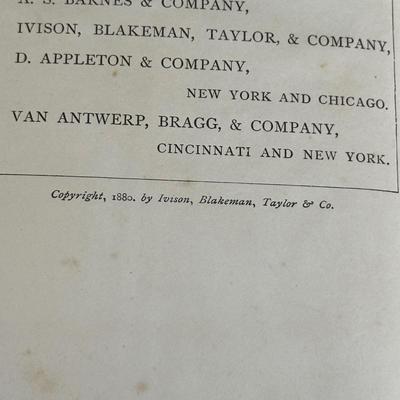 A. S. BARNES & COMPANY,
IVISON, BLAKEMAN, TAYLOR, & COMPANY,
D. APPLETON & COMPANY,
NEW YORK AND CHICAGO.
VAN ANTWERP, BRAGG, & COMPANY,
CINCINNATI AND NEW YORK.
Copyright, 1880. by Ivison, Blakeman, Taylor & Co.